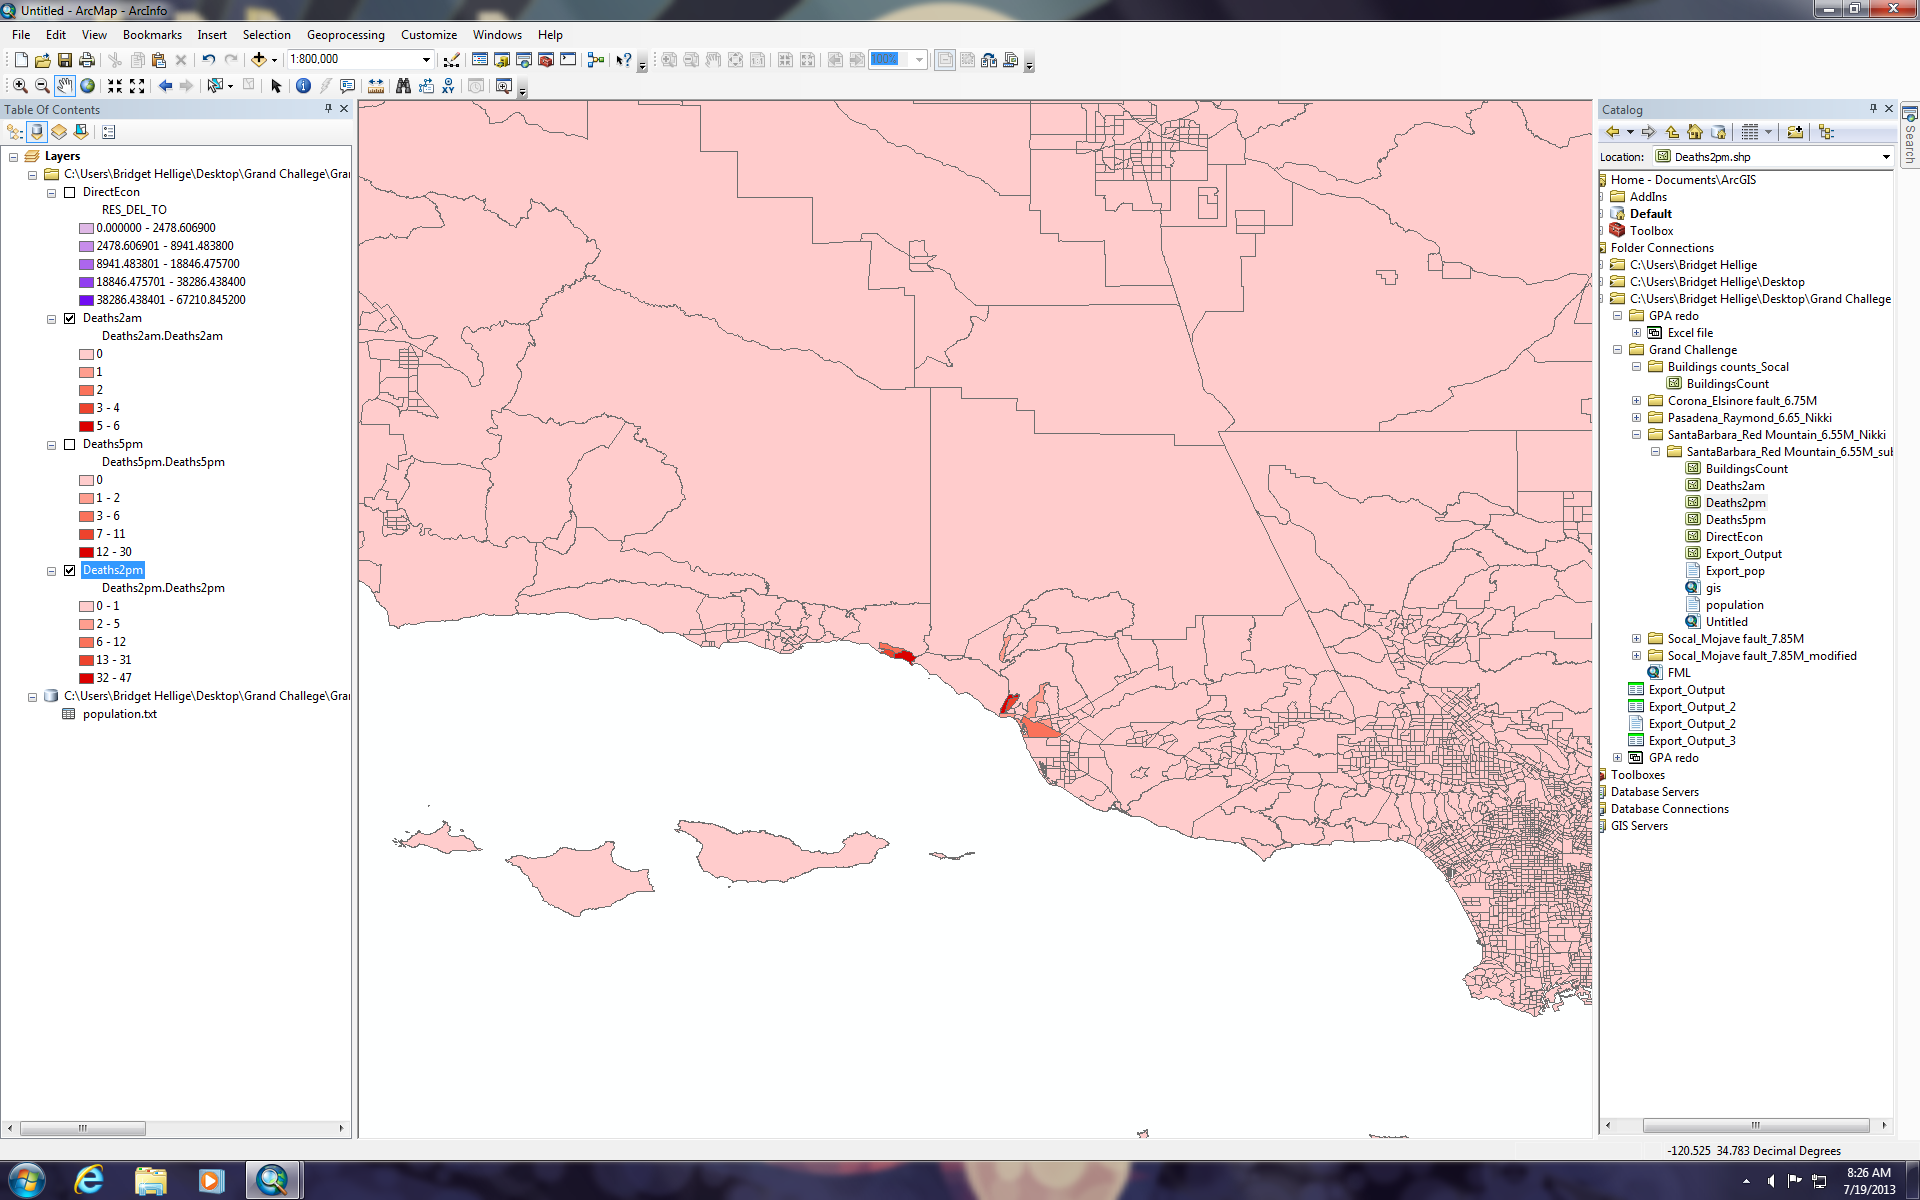 Untitled - ArcMap - ArcInfo
File Edit View Bookmarks Insert Selection Geoprocessing Customize Windows Help
1:800,000
100%
Table Of Contents
Layers
C:\Users\Bridget Hellige\Desktop\Grand Challege\Grai
DirectEcon
RES_DEL_TO
0.000000 - 2478.606900
2478.606901 - 8941.483800
8941.483801 - 18846.475700
18846.475701 - 38286.438400
38286.438401 - 67210.845200
Deaths2am
Deaths2am.Deaths2am
0
1
2
3 - 4
5 - 6
Deaths5pm
Deaths5pm.Deaths5pm
0
1 - 2
3 - 6
7 - 11
12 - 30
Deaths2pm
Deaths2pm.Deaths2pm
0 - 1
2 - 5
6 - 12
13 - 31
32 - 47
C:\Users\Bridget Hellige\Desktop\Grand Challege\Grai
population.txt
Catalog
Location: Deaths2pm.shp
Home - Documents\ArcGIS
AddIns
Default
Toolbox
Folder Connections
C:\Users\Bridget Hellige
C:\Users\Bridget Hellige\Desktop
C:\Users\Bridget Hellige\Desktop\Grand Challege
GPA redo
Excel file
Grand Challenge
Buildings counts_Socal
BuildingsCount
Corona_Elsinore fault_6.75M
Pasadena_Raymond_6.65_Nikki
SantaBarbara_Red Mountain_6.55M_Nikki
SantaBarbara_Red Mountain_6.55M_sul
BuildingsCount
Deaths2am
Deaths2pm
Deaths5pm
DirectEcon
Export_Output
Export_pop
gis
population
Untitled
Socal_Mojave fault_7.85M
Socal_Mojave fault_7.85M_modified
FML
Export_Output
Export_Output_2
Export_Output_2
Export_Output_3
GPA redo
Toolboxes
Database Servers
Database Connections
GIS Servers
Search
-120.525 34.783 Decimal Degrees
8:26 AM
7/19/2013